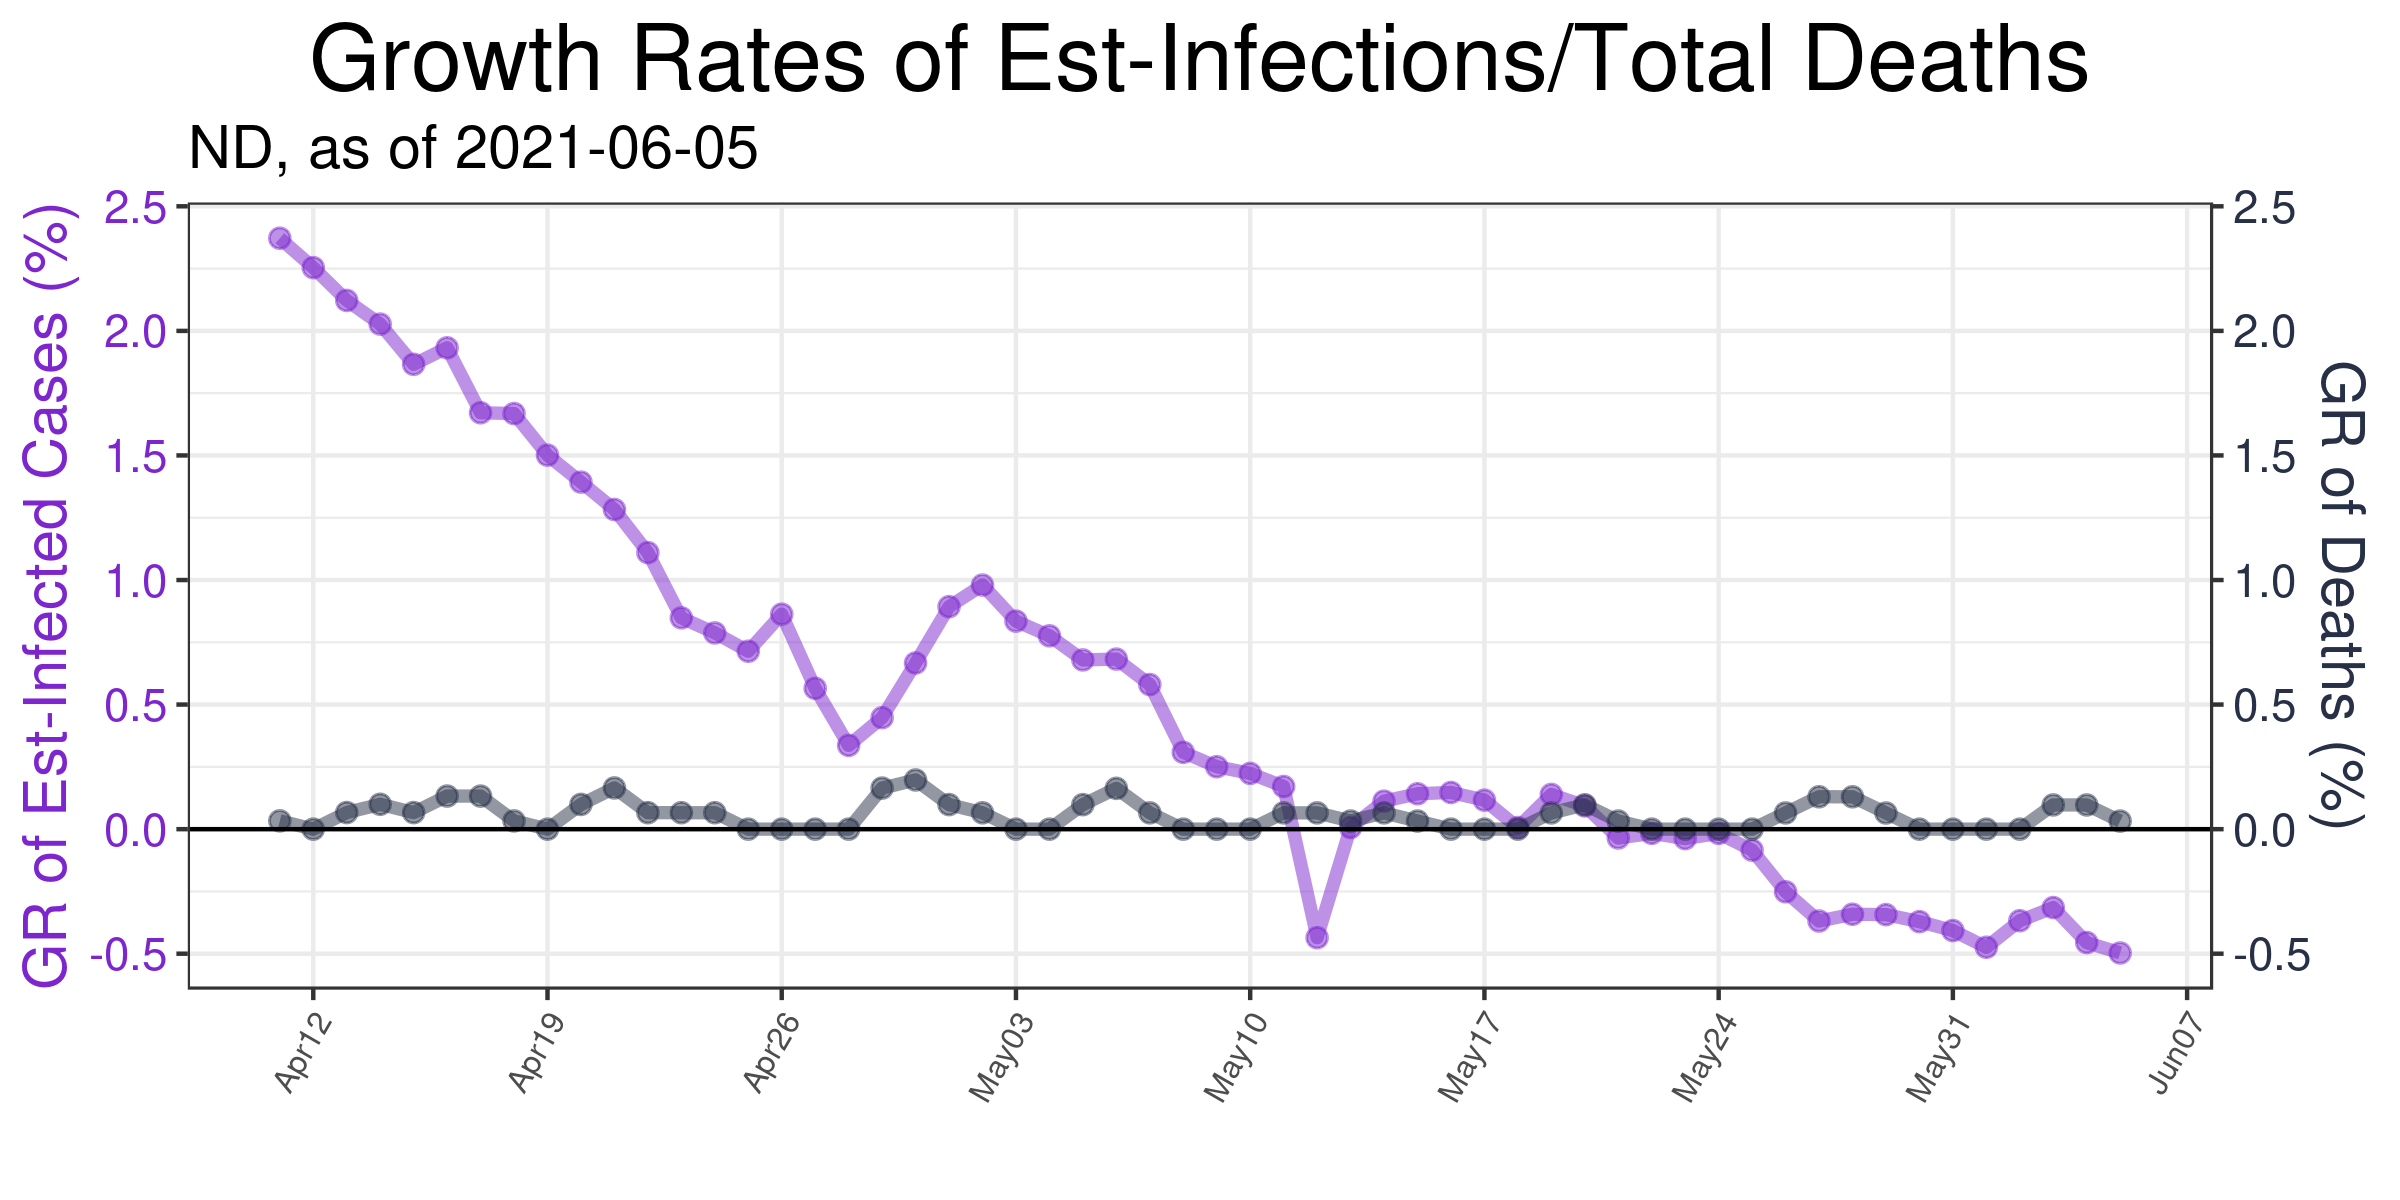 Growth Rates of Est-Infections/Total Deaths
ND, as of 2021-06-05
GR of Est-Infected Cases (%)
2.5
2.0
1.5
1.0
0.5
0.0
-0.5
2.5
2.0
1.5
1.0
0.5
0.0
-0.5
GR of Deaths (%)
Apr12
Apr19
Apr26
May03
May10
May17
May24
May31
Jun07